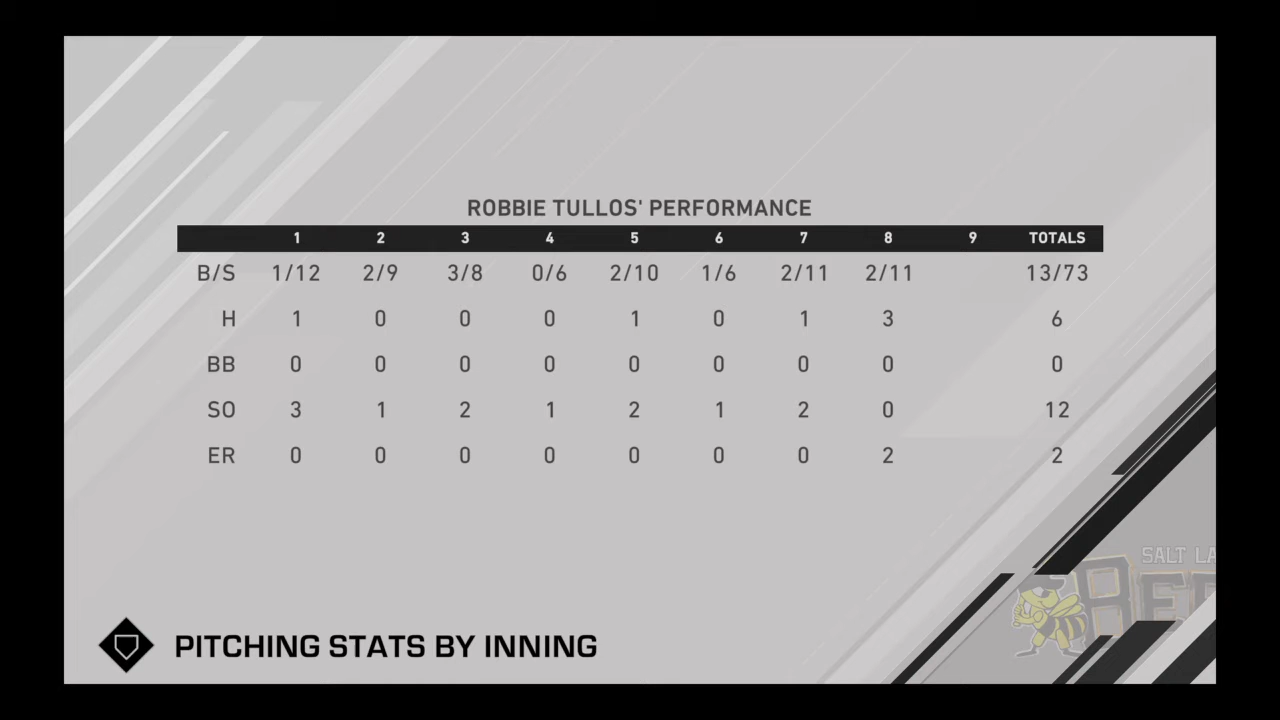 ROBBIE TULLOS' PERFORMANCE
1 2 3 4 5 6 7 8 9 TOTALS
B/S 1/12 2/9 3/8 0/6 2/10 1/6 2/11 2/11 13/73
H 1 0 0 0 1 0 1 3 6
BB 0 0 0 0 0 0 0 0 0
SO 3 1 2 1 2 1 2 0 12
ER 0 0 0 0 0 0 0 2 2
SALT LA
BEE
PITCHING STATS BY INNING